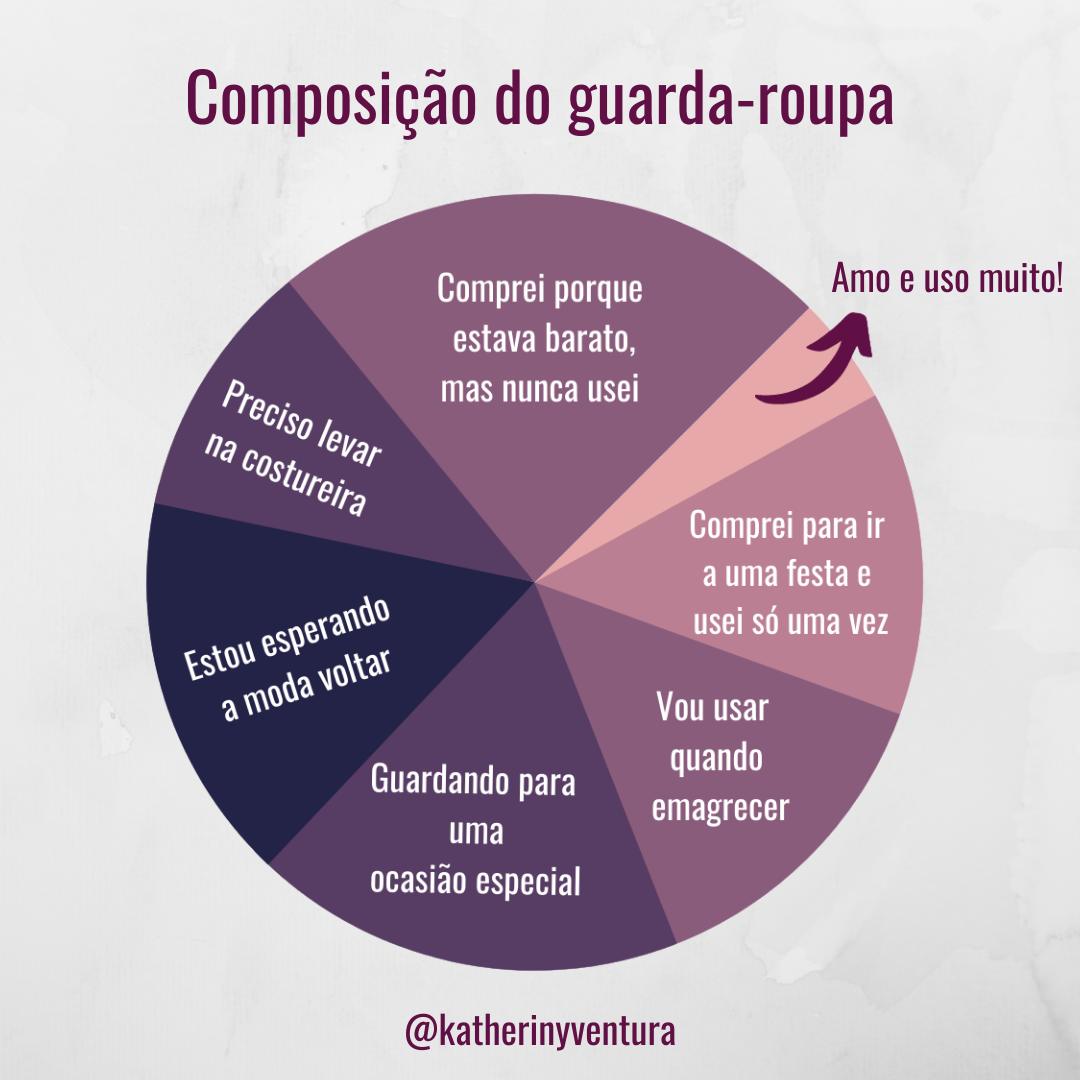 Composição do guarda-roupa
Amo e uso muito!
Comprei porque
estava barato,
mas nunca usei
Preciso levar
na costureira
Comprei para ir
a uma festa e
usei só uma vez
Estou esperando
a moda voltar
Vou usar
quando
emagrecer
Guardando para
uma
ocasião especial
@katherinyventura